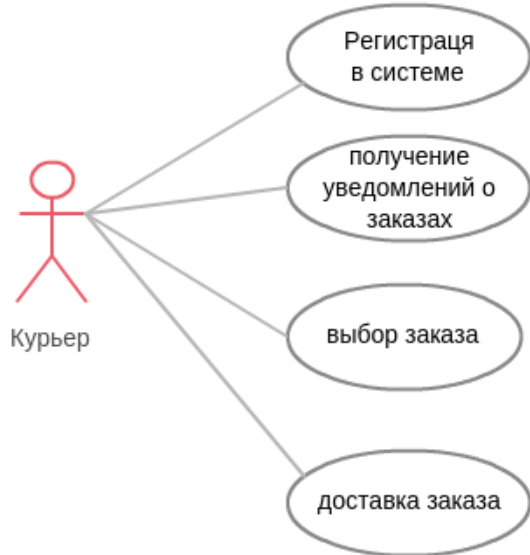 Регистраця
в системе
получение
уведомлений о
заказах
Курьер
выбор заказа
доставка заказа